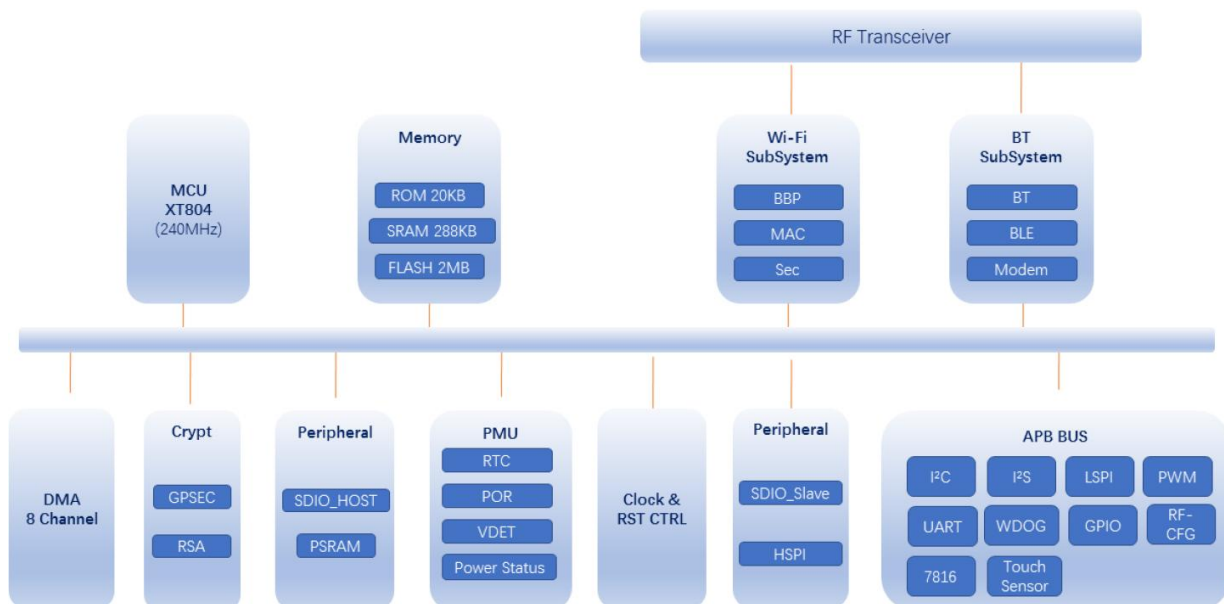 RF Transceiver
MCU
XT804
(240MHz)
Memory
ROM 20KB
SRAM 288KB
FLASH 2MB
Wi-Fi
SubSystem
BBP
MAC
Sec
BT
SubSystem
BT
BLE
Modem
DMA
8 Channel
Crypt
GPSEC
RSA
Peripheral
SDIO_HOST
PSRAM
PMU
RTC
POR
VDET
Power Status
Clock &
RST CTRL
Peripheral
SDIO_Slave
HSPI
APB BUS
I²C
I²S
LSPI
PWM
UART
WDOG
GPIO
RF-
CFG
7816
Touch
Sensor